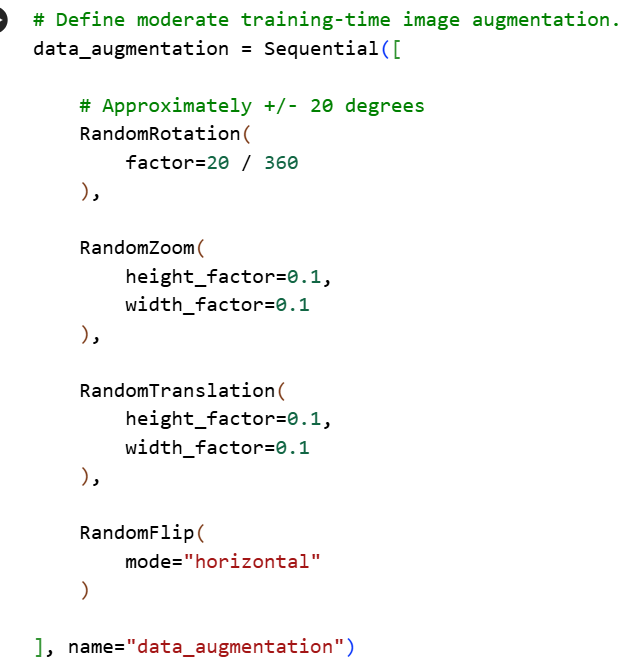 # Define moderate training-time image augmentation.
data_augmentation = Sequential([
    # Approximately +/- 20 degrees
    RandomRotation(
        factor=20 / 360
    ),
    RandomZoom(
        height_factor=0.1,
        width_factor=0.1
    ),
    RandomTranslation(
        height_factor=0.1,
        width_factor=0.1
    ),
    RandomFlip(
        mode="horizontal"
    )
], name="data_augmentation")